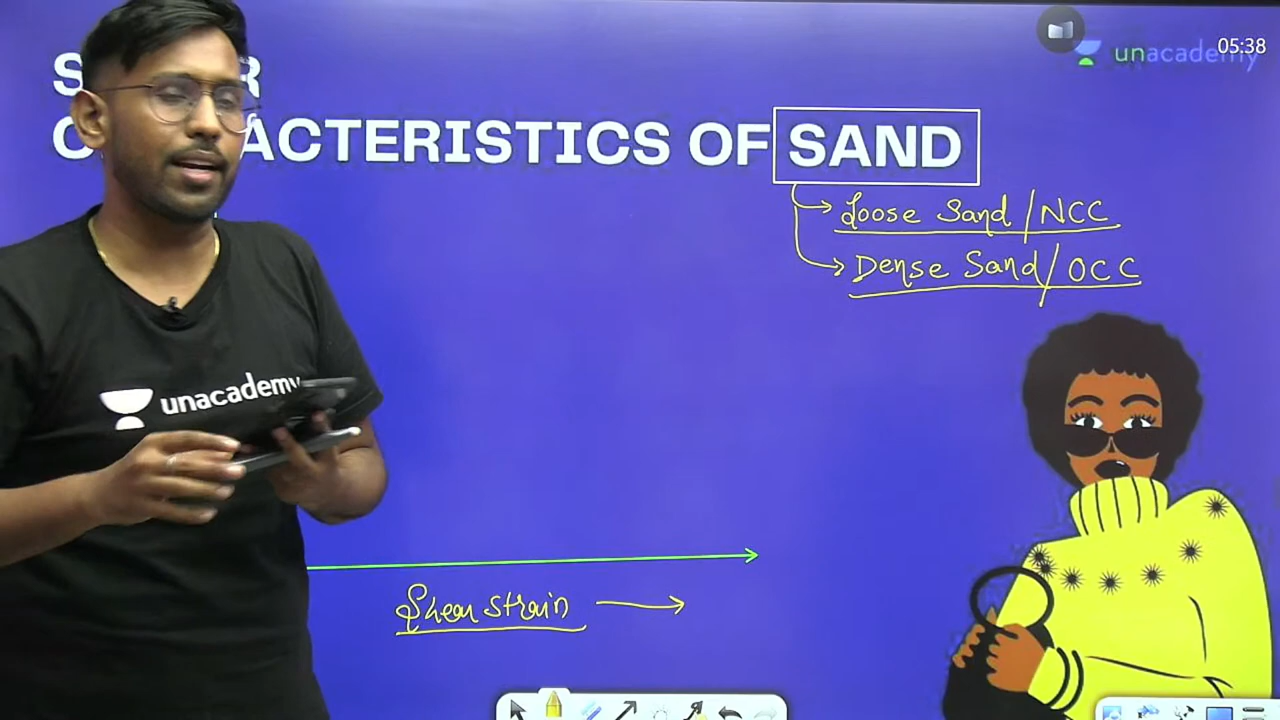 05:38
unacademy
S R
C ACTERISTICS OF SAND
Loose Sand/NCC
Dense Sand/OCC
unacademy
Shear Strain